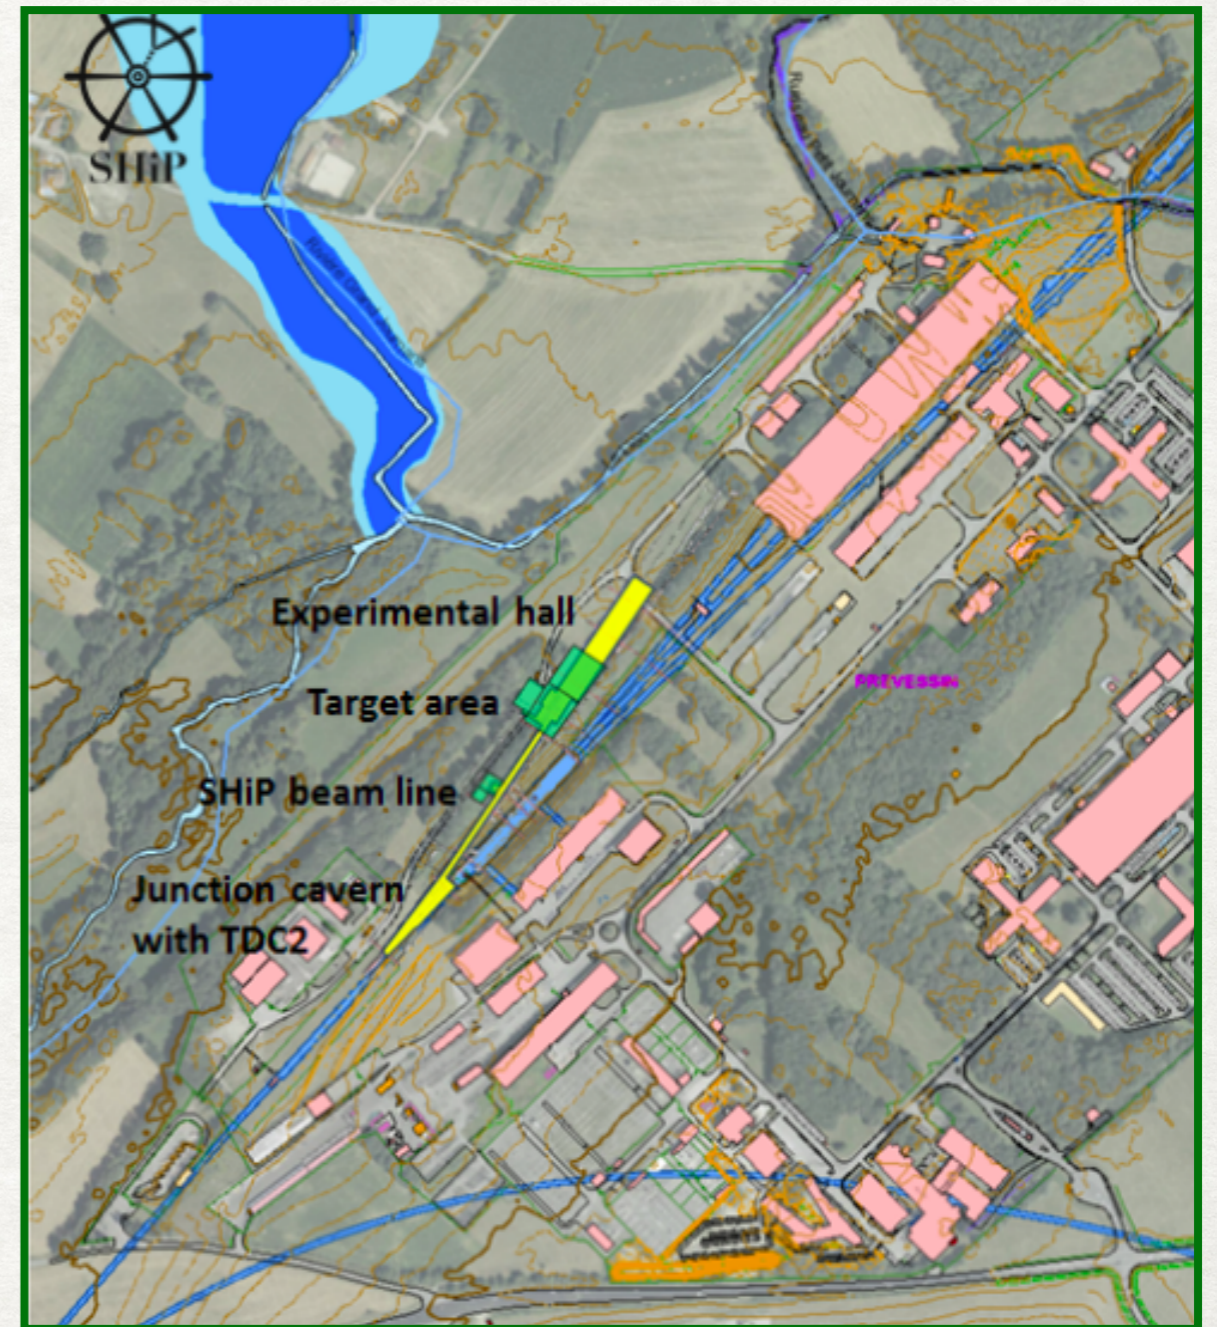 SHiP
Experimental hall
Target area
PREVESSIN
SHiP beam line
Junction cavern
with TDC2